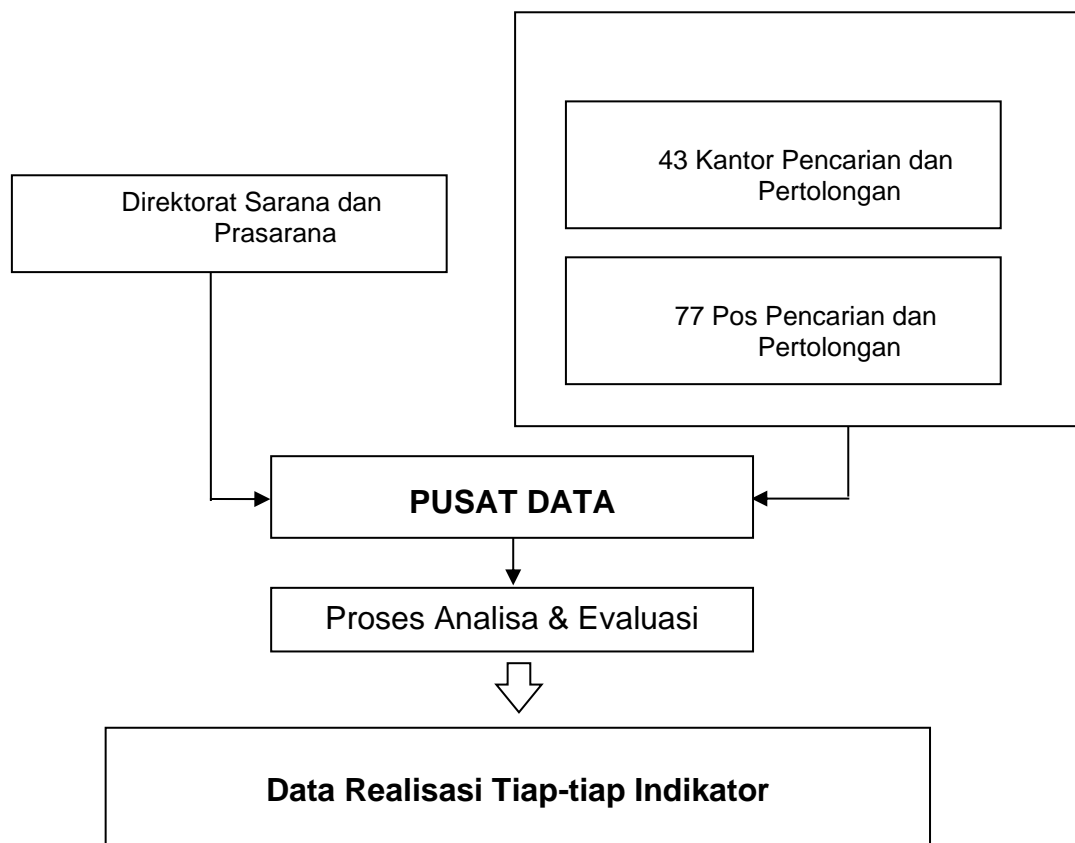 43 Kantor Pencarian dan
Pertolongan
Direktorat Sarana dan
Prasarana
77 Pos Pencarian dan
Pertolongan
PUSAT DATA
Proses Analisa & Evaluasi
Data Realisasi Tiap-tiap Indikator